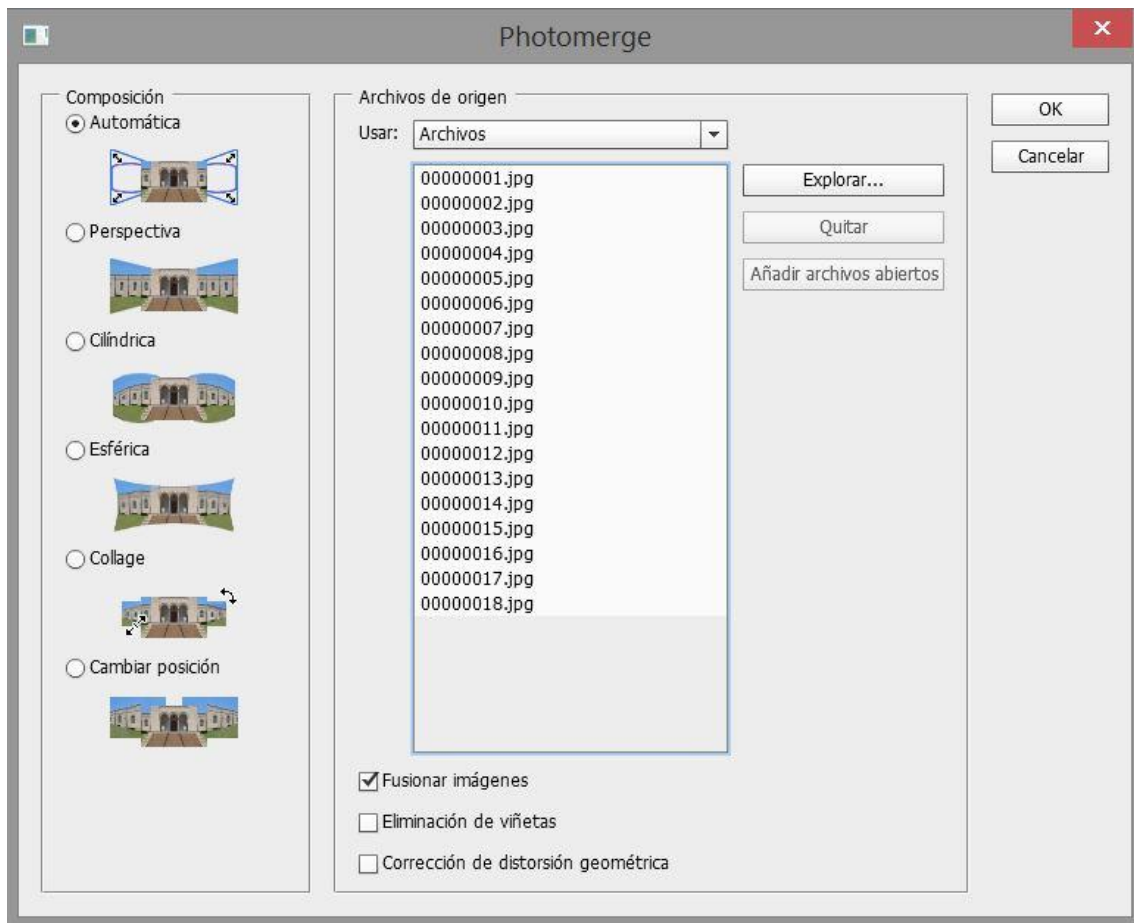 Photomerge
Composición
Automática
Perspectiva
Cilíndrica
Esférica
Collage
Cambiar posición
Archivos de origen
Usar: Archivos
00000001.jpg
00000002.jpg
00000003.jpg
00000004.jpg
00000005.jpg
00000006.jpg
00000007.jpg
00000008.jpg
00000009.jpg
00000010.jpg
00000011.jpg
00000012.jpg
00000013.jpg
00000014.jpg
00000015.jpg
00000016.jpg
00000017.jpg
00000018.jpg
Explorar...
Quitar
Añadir archivos abiertos
Fusionar imágenes
Eliminación de viñetas
Corrección de distorsión geométrica
OK
Cancelar